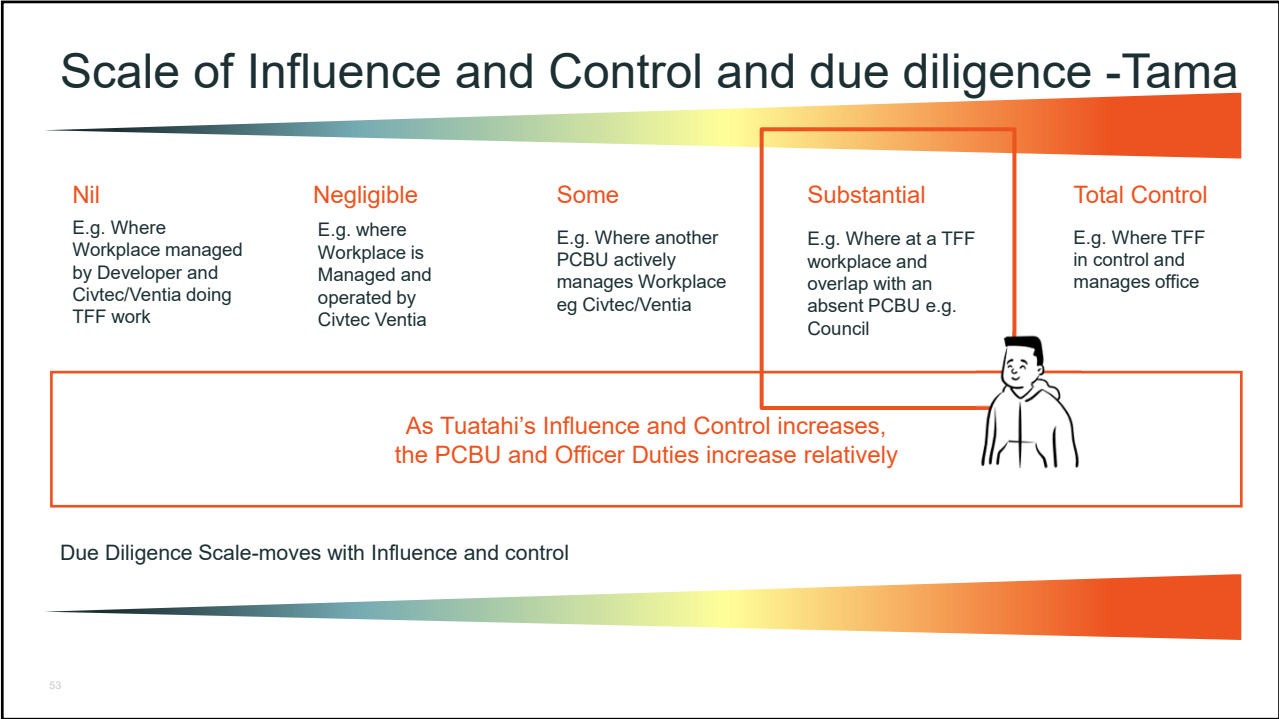 Scale of Influence and Control and due diligence -Tama
Nil
E.g. Where
Workplace managed
by Developer and
Civtec/Ventia doing
TFF work
Negligible
E.g. where
Workplace is
Managed and
operated by
Civtec Ventia
Some
E.g. Where another
PCBU actively
manages Workplace
eg Civtec/Ventia
Substantial
E.g. Where at a TFF
workplace and
overlap with an
absent PCBU e.g.
Council
Total Control
E.g. Where TFF
in control and
manages office
As Tuatahi’s Influence and Control increases,
the PCBU and Officer Duties increase relatively
Due Diligence Scale-moves with Influence and control
53